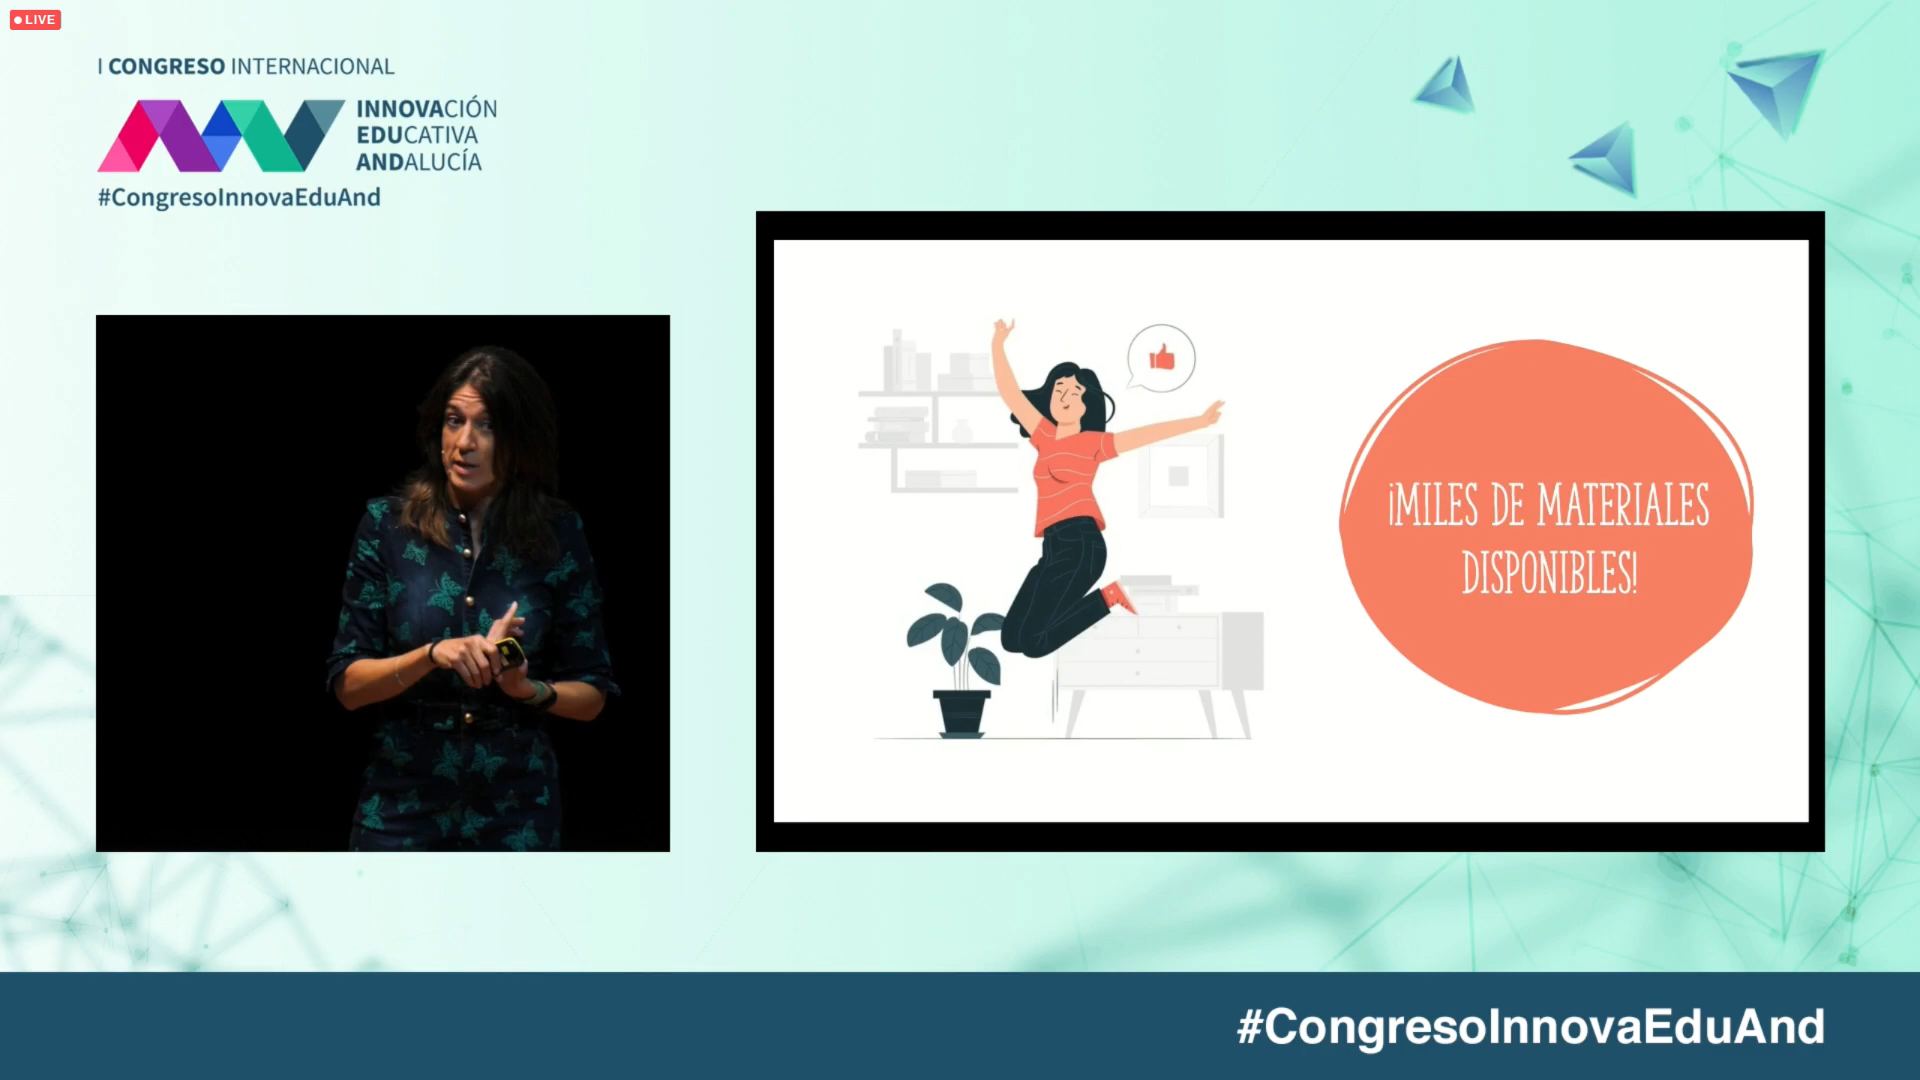 LIVE
I CONGRESO INTERNACIONAL
INNOVACIÓN
EDUCATIVA
ANDALUCÍA
#CongresoInnovaEduAnd
¡MILES DE MATERIALES
DISPONIBLES!
#CongresoInnovaEduAnd